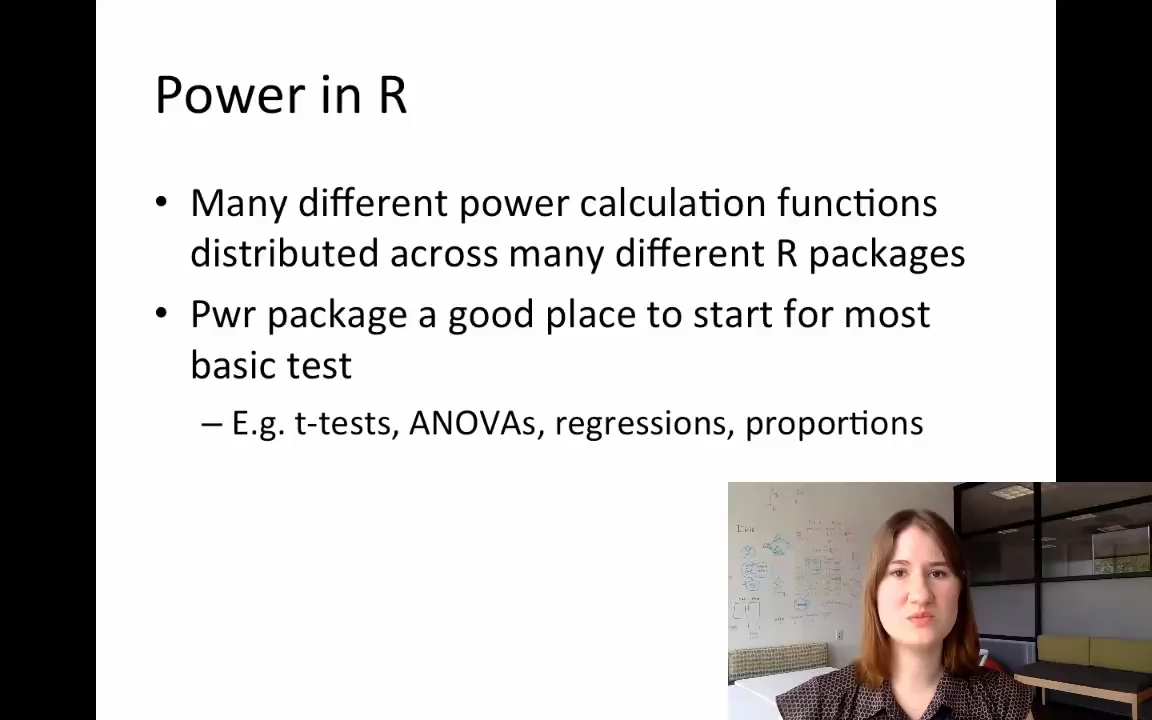 Power in R
• Many different power calculation functions
distributed across many different R packages
• Pwr package a good place to start for most
basic test
– E.g. t-tests, ANOVAs, regressions, proportions